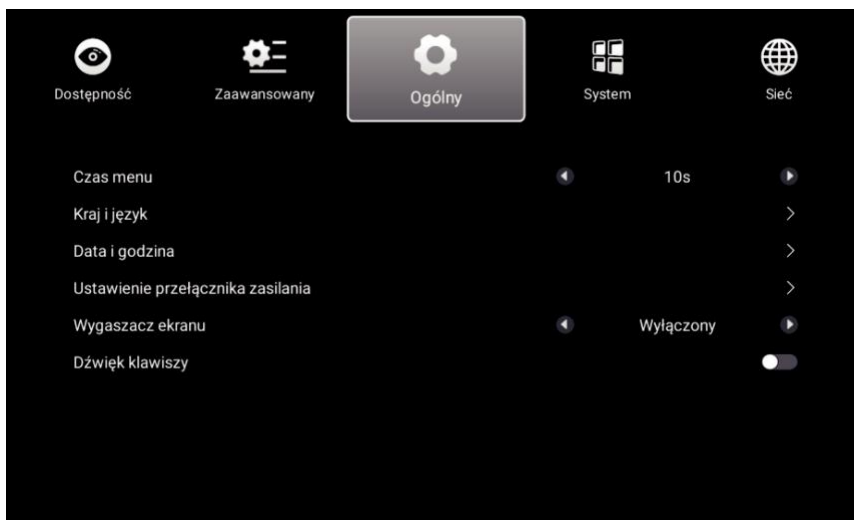 Dostępność
Zaawansowany
Ogólny
System
Sieć
Czas menu 10s
Kraj i język
Data i godzina
Ustawienie przełącznika zasilania
Wygaszacz ekranu Wyłączony
Dźwięk klawiszy